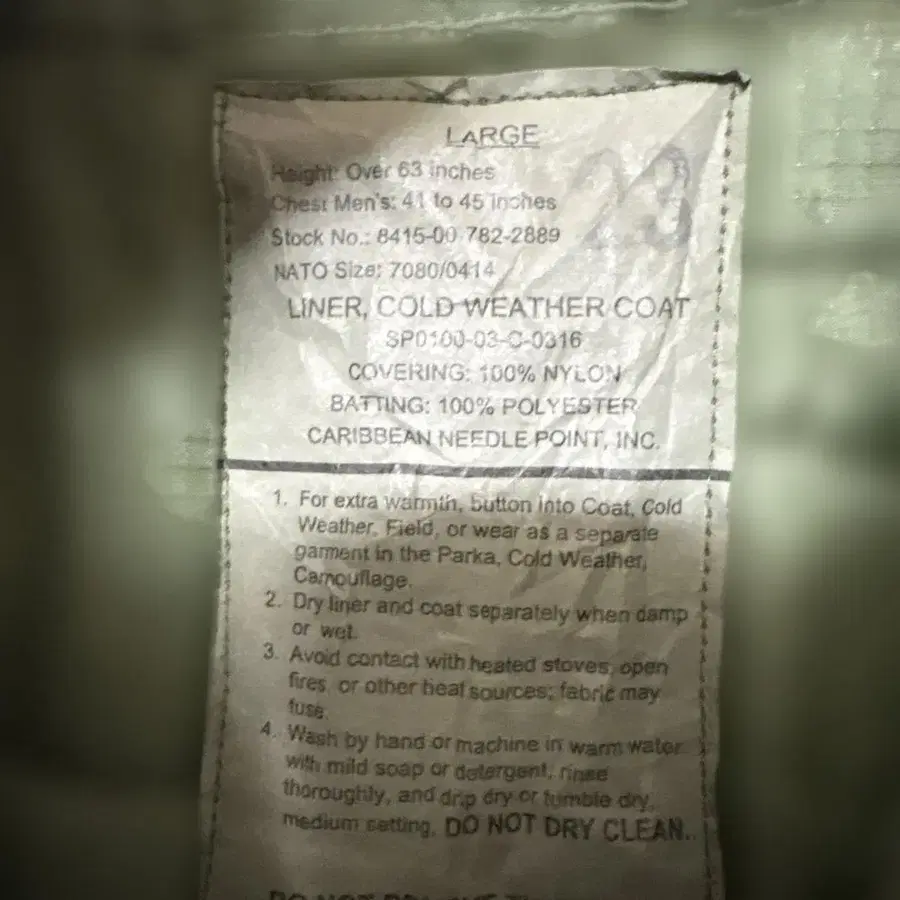 LARGE
23
Height: Over 63 inches
Chest Men's: 41 to 45 inches
Stock No.: 8415-00-782-2889
NATO Size: 7080/0414
LINER, COLD WEATHER COAT
SP0100-03-C-0316
COVERING: 100% NYLON
BATTING: 100% POLYESTER
CARIBBEAN NEEDLE POINT, INC.
1. For extra warmth, button into Coat, Cold
Weather, Field, or wear as a separate
garment in the Parka, Cold Weather,
Camouflage.
2. Dry liner and coat separately when damp
or wet.
3. Avoid contact with heated stoves, open
fires, or other heat sources; fabric may
fuse.
4. Wash by hand or machine in warm water
with mild soap or detergent, rinse
thoroughly, and drip dry or tumble dry,
medium setting. DO NOT DRY CLEAN.
DO NOT